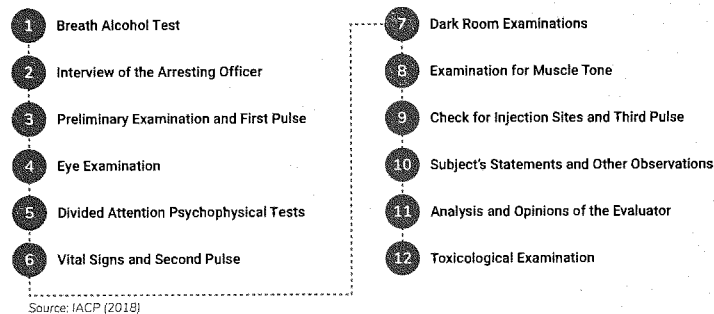 1 Breath Alcohol Test
2 Interview of the Arresting Officer
3 Preliminary Examination and First Pulse
4 Eye Examination
5 Divided Attention Psychophysical Tests
6 Vital Signs and Second Pulse
7 Dark Room Examinations
8 Examination for Muscle Tone
9 Check for Injection Sites and Third Pulse
10 Subject's Statements and Other Observations
11 Analysis and Opinions of the Evaluator
12 Toxicological Examination
Source: IACP (2018)